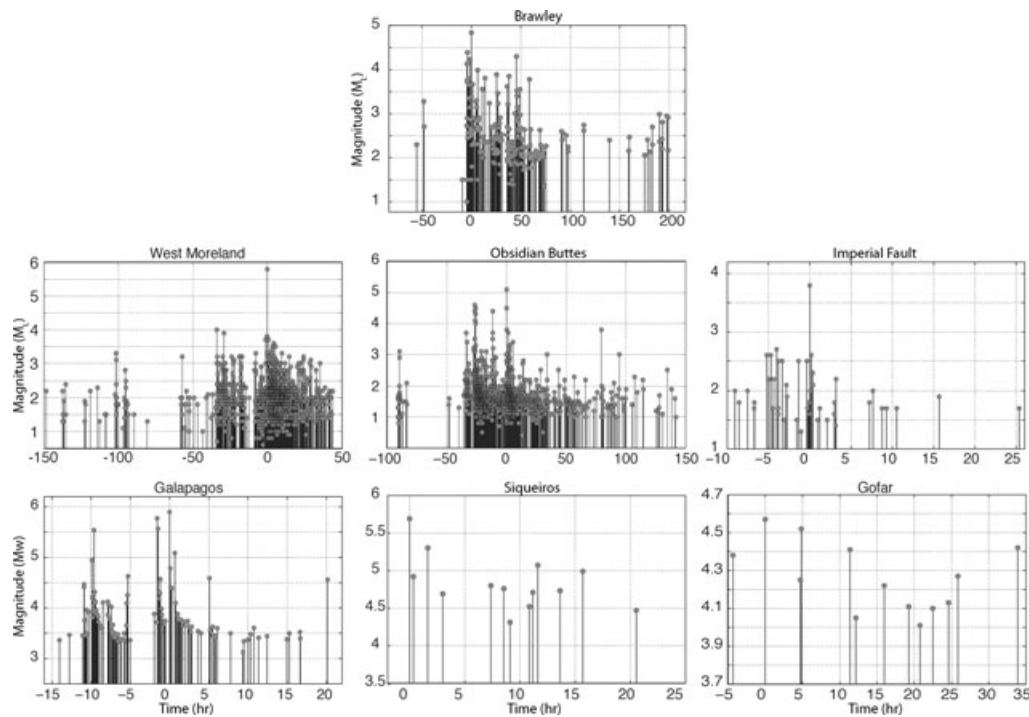 Brawley
Magnitude (ML)
5
4
3
2
1
−50 0 50 100 150 200
West Moreland
Magnitude (ML)
6
5
4
3
2
1
−150 −100 −50 0 50
Obsidian Buttes
6
5
4
3
2
1
−100 −50 0 50 100 150
Imperial Fault
4
3
2
1
−10 −5 0 5 10 15 20 25
Galapagos
Magnitude (Mw)
6
5
4
3
−15 −10 −5 0 5 10 15 20
Time (hr)
Siqueiros
6
5.5
5
4.5
4
3.5
0 5 10 15 20 25
Time (hr)
Gofar
4.7
4.5
4.3
4.1
3.9
3.7
−5 0 5 10 15 20 25 30 35
Time (hr)